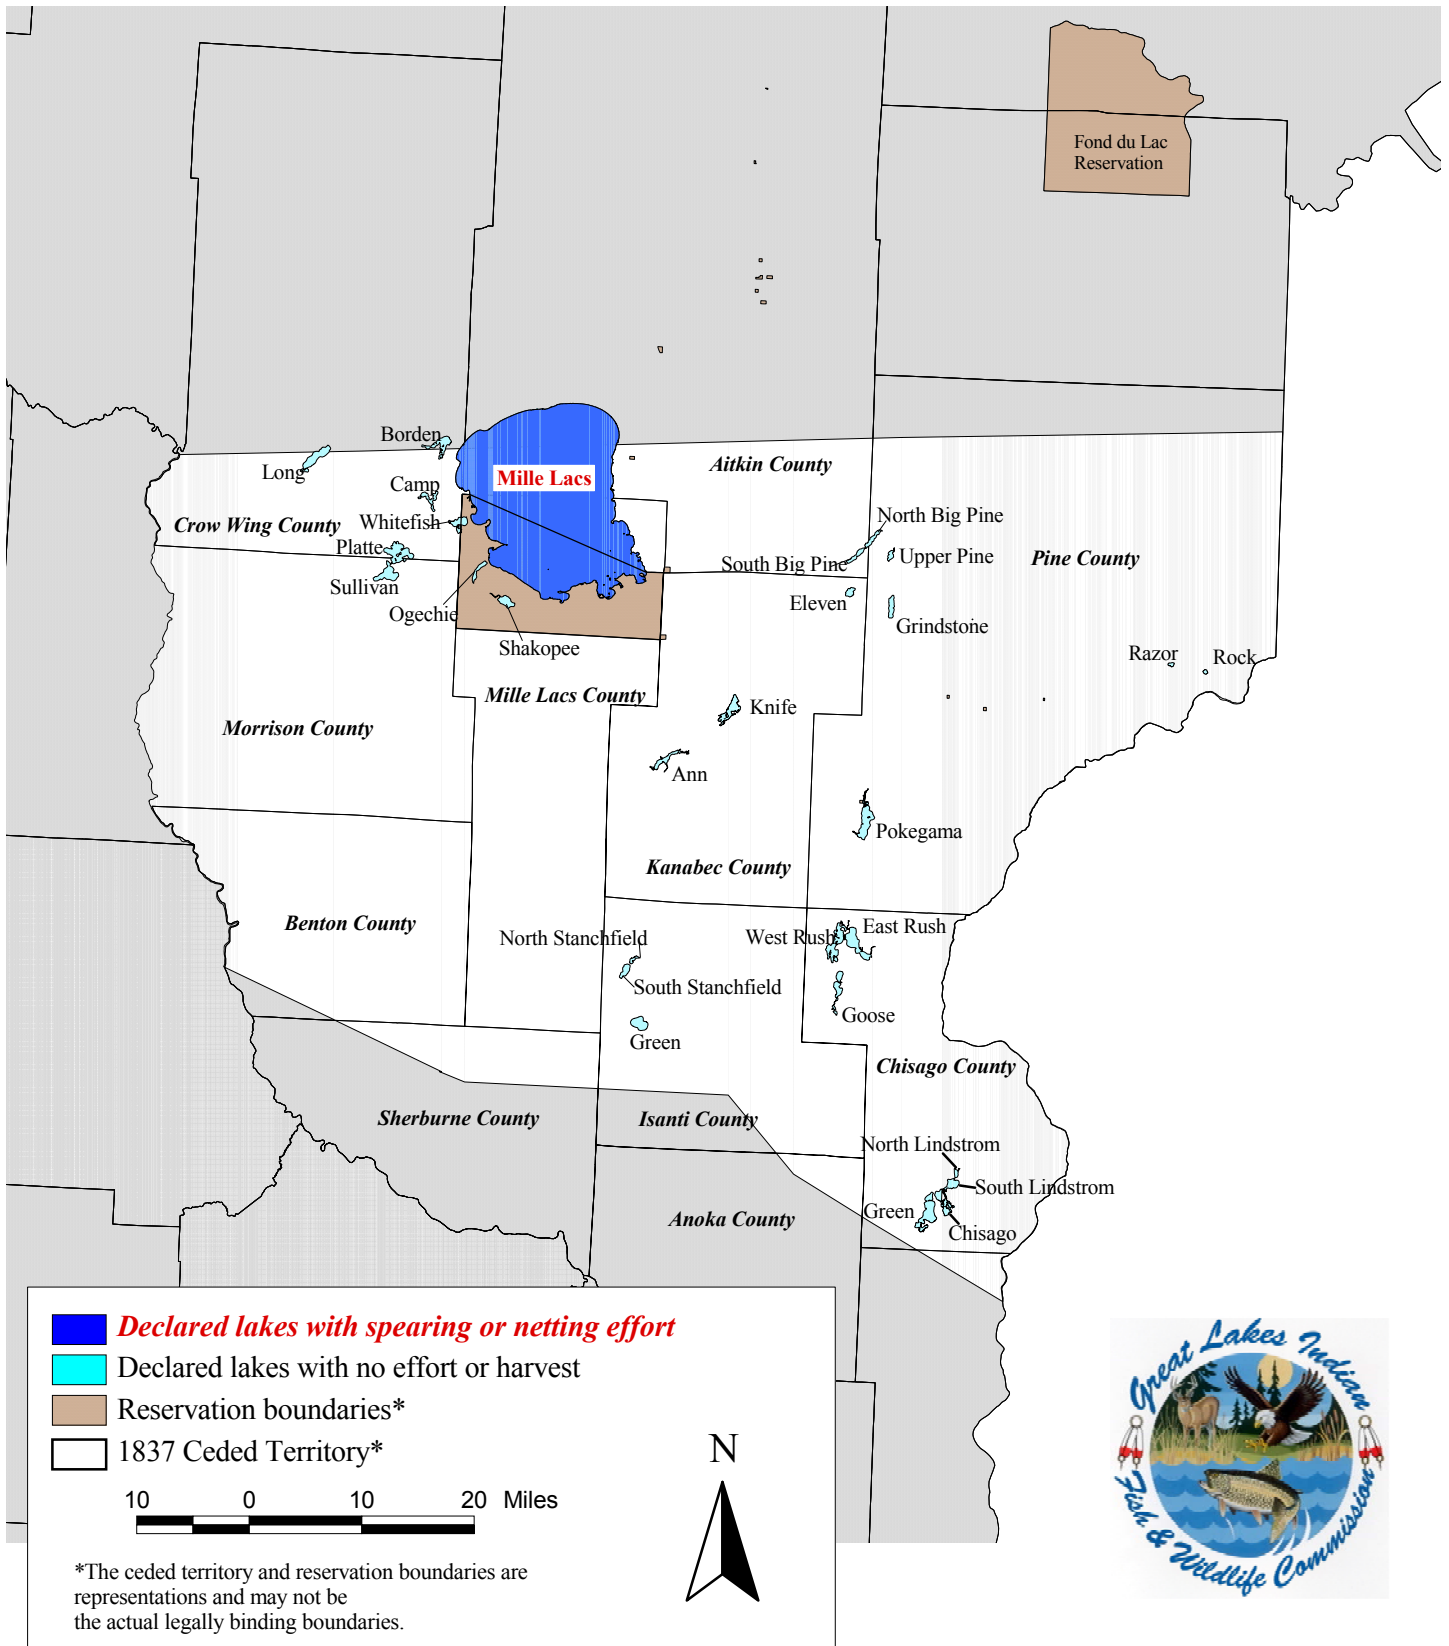 Fond du Lac
Reservation
Borden
Long
Mille Lacs
Aitkin County
Camp
Crow Wing County
Whitefish
North Big Pine
Platte
South Big Pine
Upper Pine
Pine County
Sullivan
Ogechie
Eleven
Grindstone
Shakopee
Razor
Rock
Mille Lacs County
Knife
Morrison County
Ann
Pokegama
Kanabec County
Benton County
North Stanchfield
West Rush
East Rush
South Stanchfield
Goose
Green
Chisago County
Sherburne County
Isanti County
North Lindstrom
South Lindstrom
Green
Anoka County
Chisago
Declared lakes with spearing or netting effort
Declared lakes with no effort or harvest
Reservation boundaries*
1837 Ceded Territory*
10 0 10 20 Miles
N
*The ceded territory and reservation boundaries are
representations and may not be
the actual legally binding boundaries.
Great Lakes Indian
Fish & Wildlife Commission